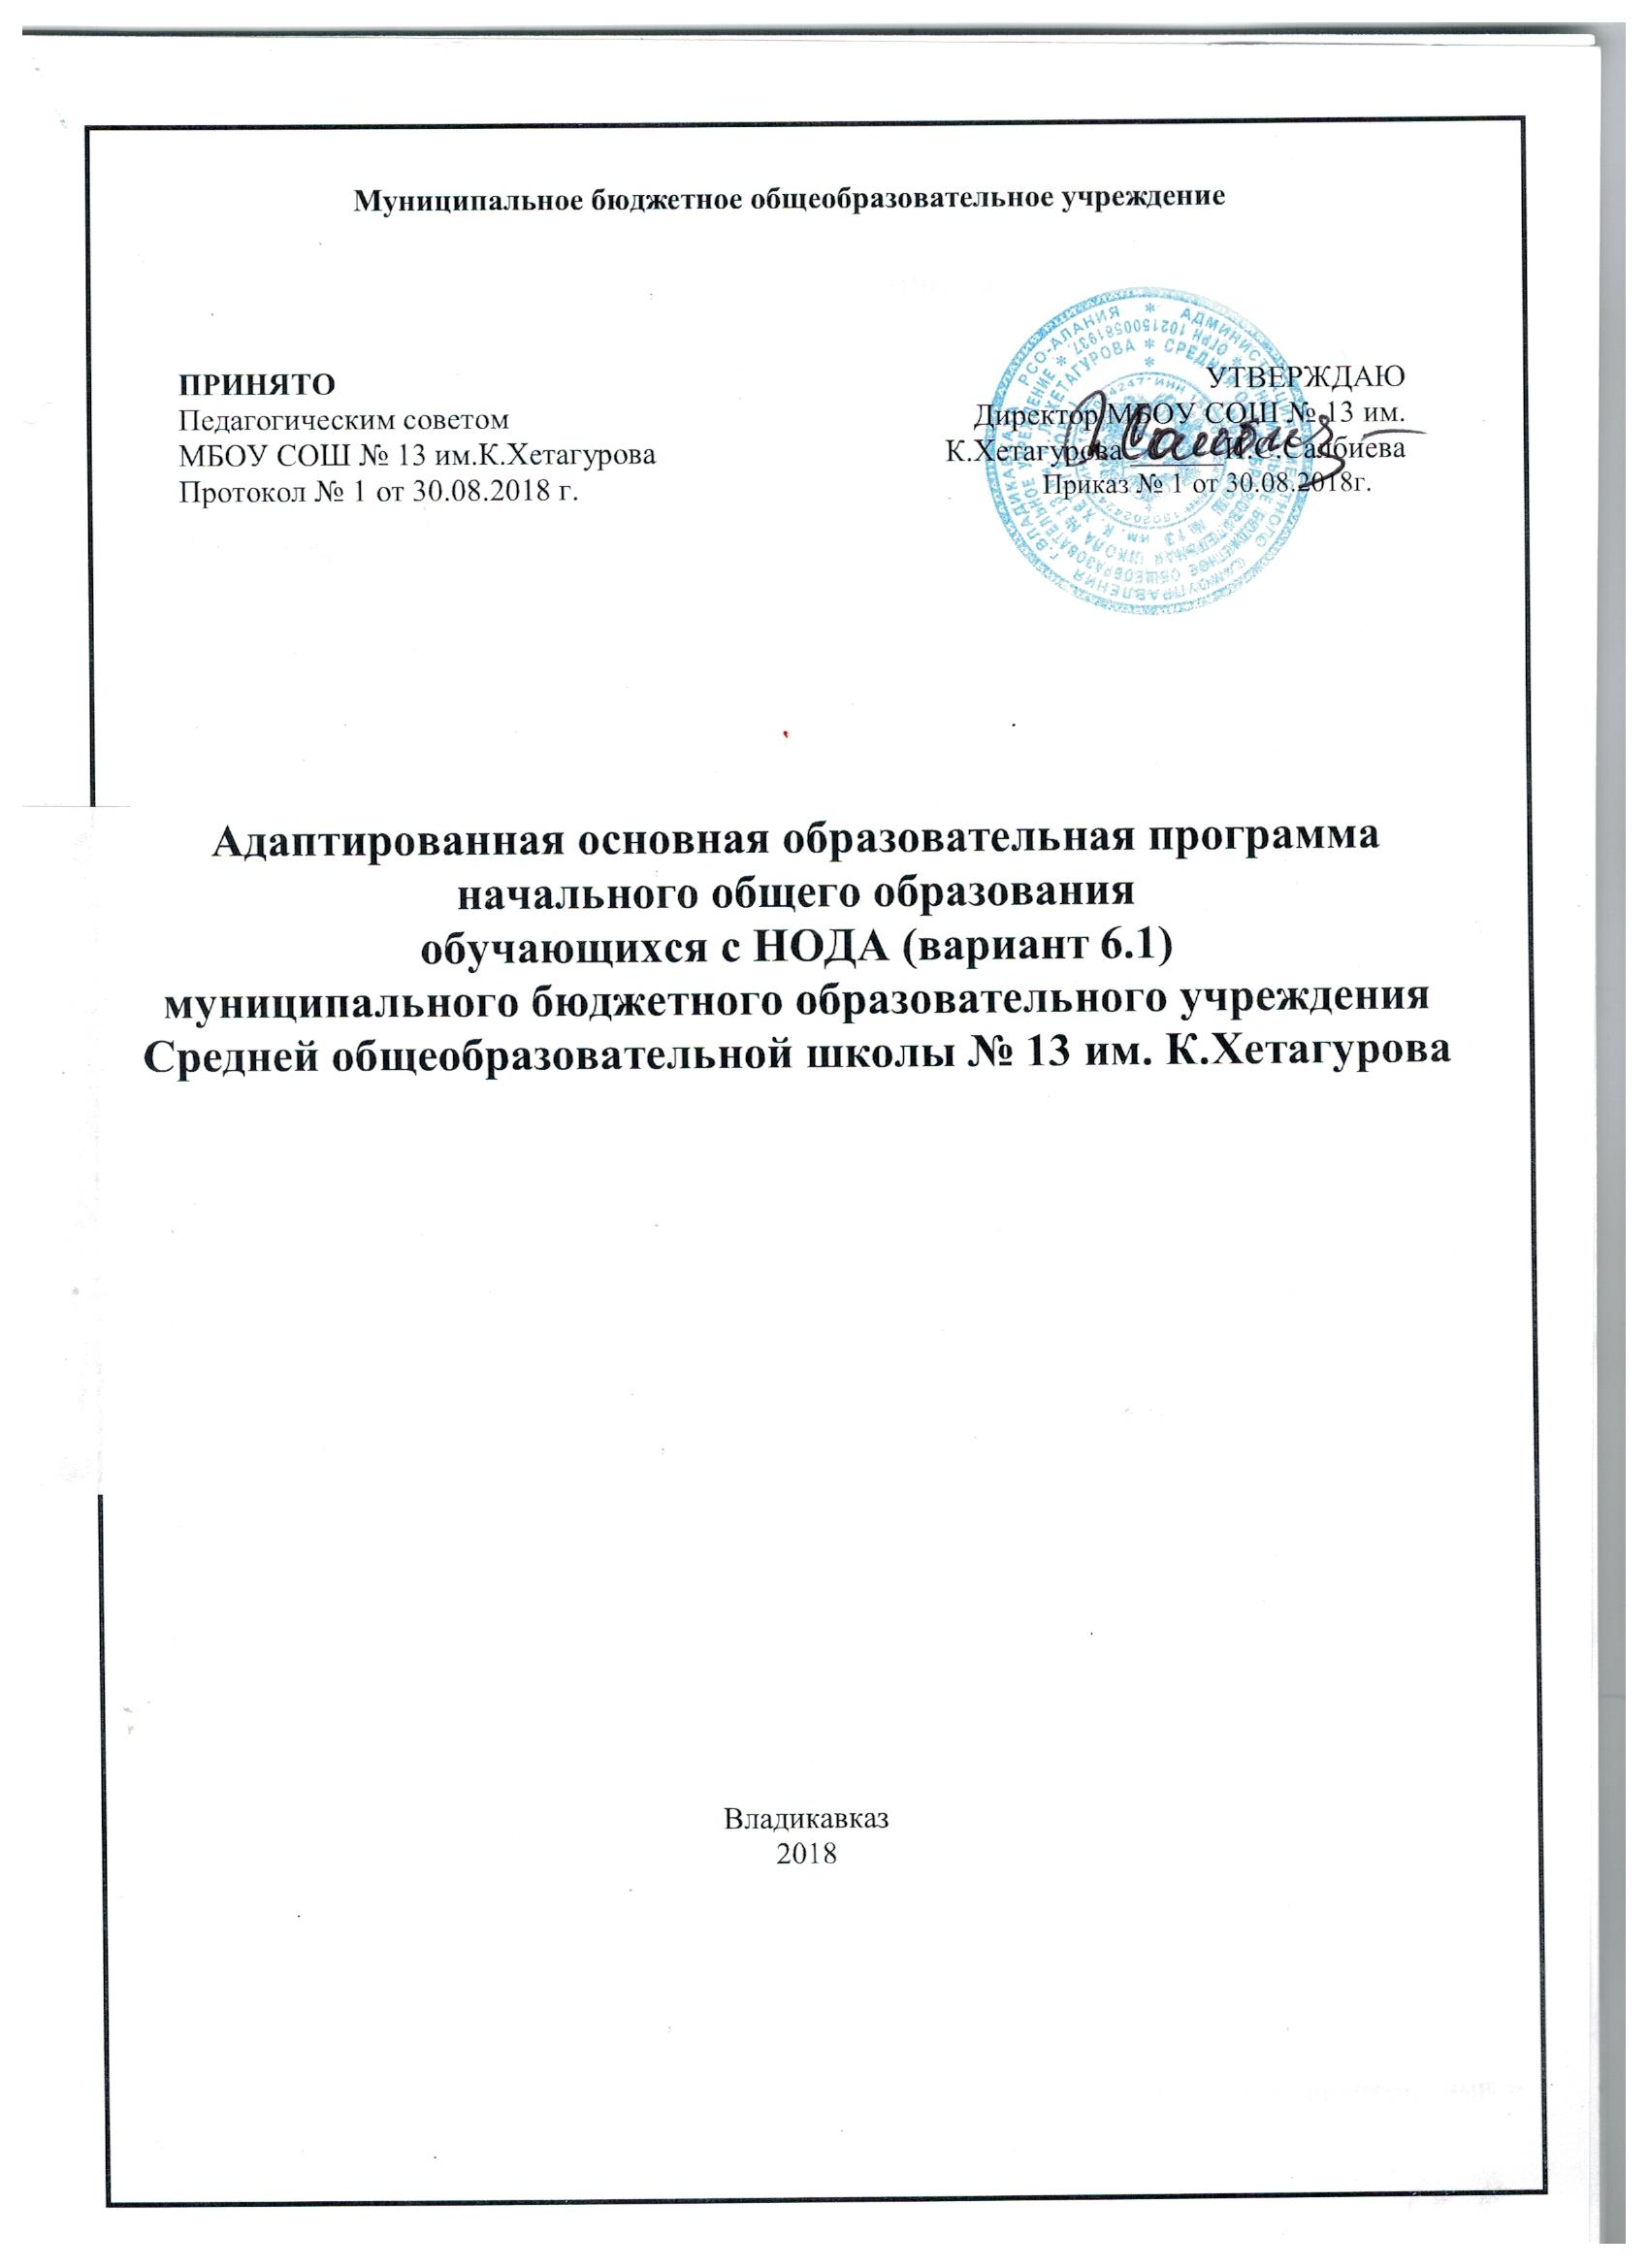 Муниципальное бюджетное общеобразовательное учреждение
ПРИНЯТО
Педагогическим советом
МБОУ СОШ № 13 им.К.Хетагурова
Протокол № 1 от 30.08.2018 г.
УТВЕРЖДАЮ
Директор МБОУ СОШ № 13 им.
К.Хетагурова Салбиева
Приказ № 1 от 30.08.2018г.
Адаптированная основная образовательная программа
начального общего образования
обучающихся с НОДА (вариант 6.1)
муниципального бюджетного образовательного учреждения
Средней общеобразовательной школы № 13 им. К.Хетагурова
Владикавказ
2018